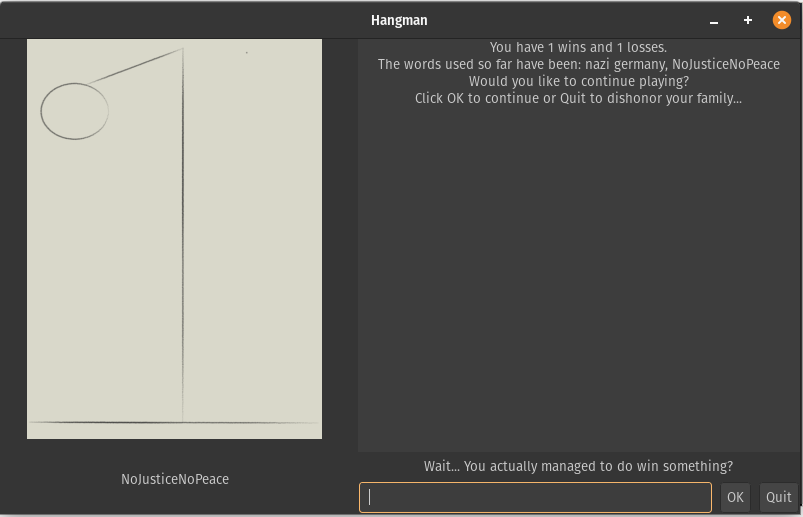 Hangman
You have 1 wins and 1 losses.
The words used so far have been: nazi germany, NoJusticeNoPeace
Would you like to continue playing?
Click OK to continue or Quit to dishonor your family...
Wait... You actually managed to do win something?
NoJusticeNoPeace
OK
Quit